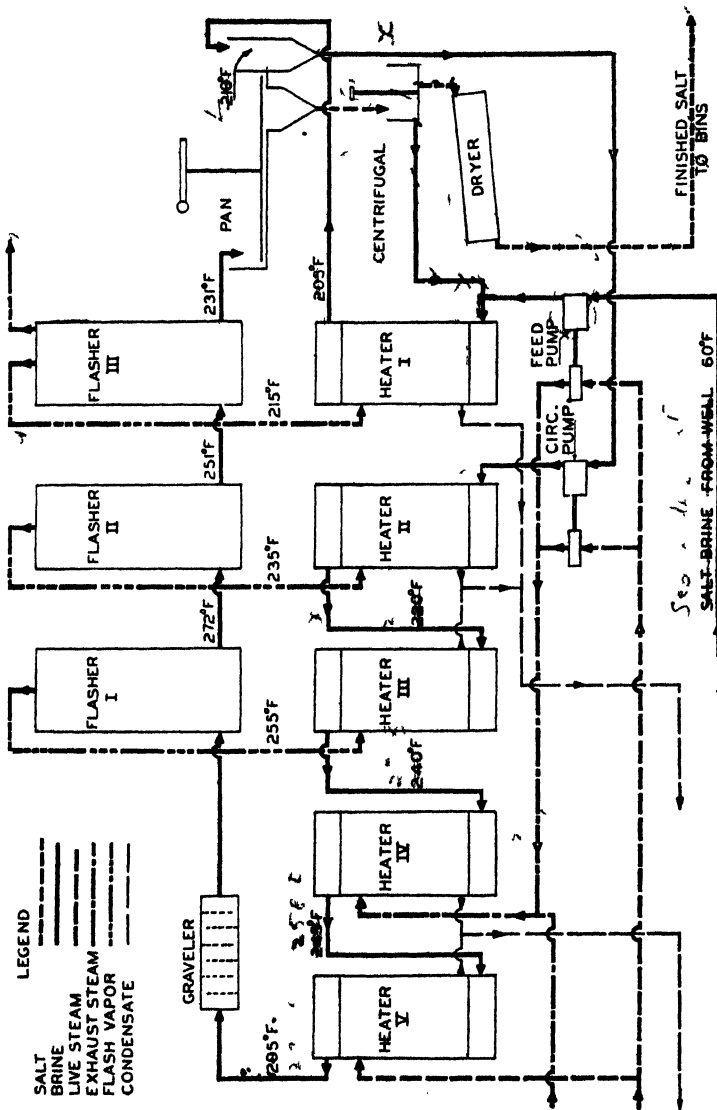 LEGEND
SALT
BRINE
LIVE STEAM
EXHAUST STEAM
FLASH VAPOR
CONDENSATE
GRAVELER
FLASHER
I
FLASHER
II
FLASHER
III
272°F
251°F
231°F
PAN
218°F
255°F
235°F
215°F
205°F
CENTRIFUGAL
X
DRYER
FINISHED SALT
TO BINS
HEATER
V
HEATER
IV
HEATER
III
HEATER
II
HEATER
I
240°F
CIRC.
PUMP
FEED
PUMP
SALT BRINE FROM WELL 60°F